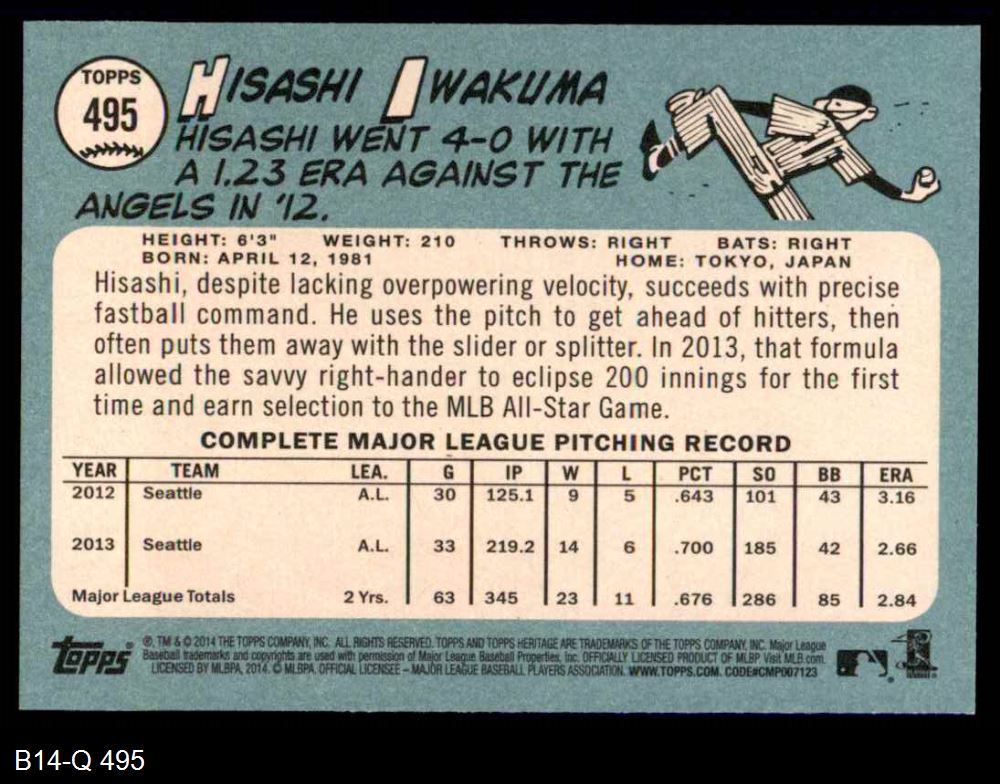 TOPPS
495
HISASHI IWAKUMA
HISASHI WENT 4-0 WITH
A 1.23 ERA AGAINST THE
ANGELS IN '12.
HEIGHT: 6'3" WEIGHT: 210 THROWS: RIGHT BATS: RIGHT
BORN: APRIL 12, 1981 HOME: TOKYO, JAPAN
Hisashi, despite lacking overpowering velocity, succeeds with precise
fastball command. He uses the pitch to get ahead of hitters, then
often puts them away with the slider or splitter. In 2013, that formula
allowed the savvy right-hander to eclipse 200 innings for the first
time and earn selection to the MLB All-Star Game.
COMPLETE MAJOR LEAGUE PITCHING RECORD
YEAR TEAM LEA. G IP W L PCT SO BB ERA
2012 Seattle A.L. 30 125.1 9 5 .643 101 43 3.16
2013 Seattle A.L. 33 219.2 14 6 .700 185 42 2.66
Major League Totals 2 Yrs. 63 345 23 11 .676 286 85 2.84
topps
®, TM & © 2014 THE TOPPS COMPANY, INC. ALL RIGHTS RESERVED. TOPPS AND TOPPS HERITAGE ARE TRADEMARKS OF THE TOPPS COMPANY, INC. Major League
Baseball trademarks and copyrights are used with permission of Major League Baseball Properties, Inc. OFFICIALLY LICENSED PRODUCT OF MLBP Visit MLB.com.
LICENSED BY MLBPA, 2014. © MLBPA. OFFICIAL LICENSEE – MAJOR LEAGUE BASEBALL PLAYERS ASSOCIATION. WWW.TOPPS.COM. CODE#CMP007123
B14-Q 495